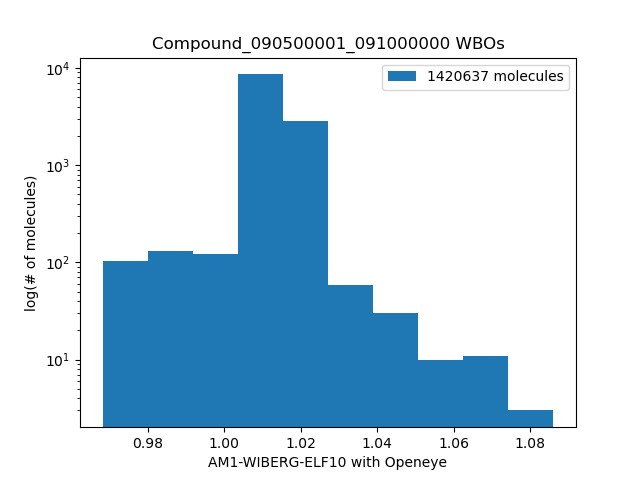 Compound_090500001_091000000 WBOs
1420637 molecules
log(# of molecules)
10⁴
10³
10²
10¹
0.98 1.00 1.02 1.04 1.06 1.08
AM1-WIBERG-ELF10 with Openeye